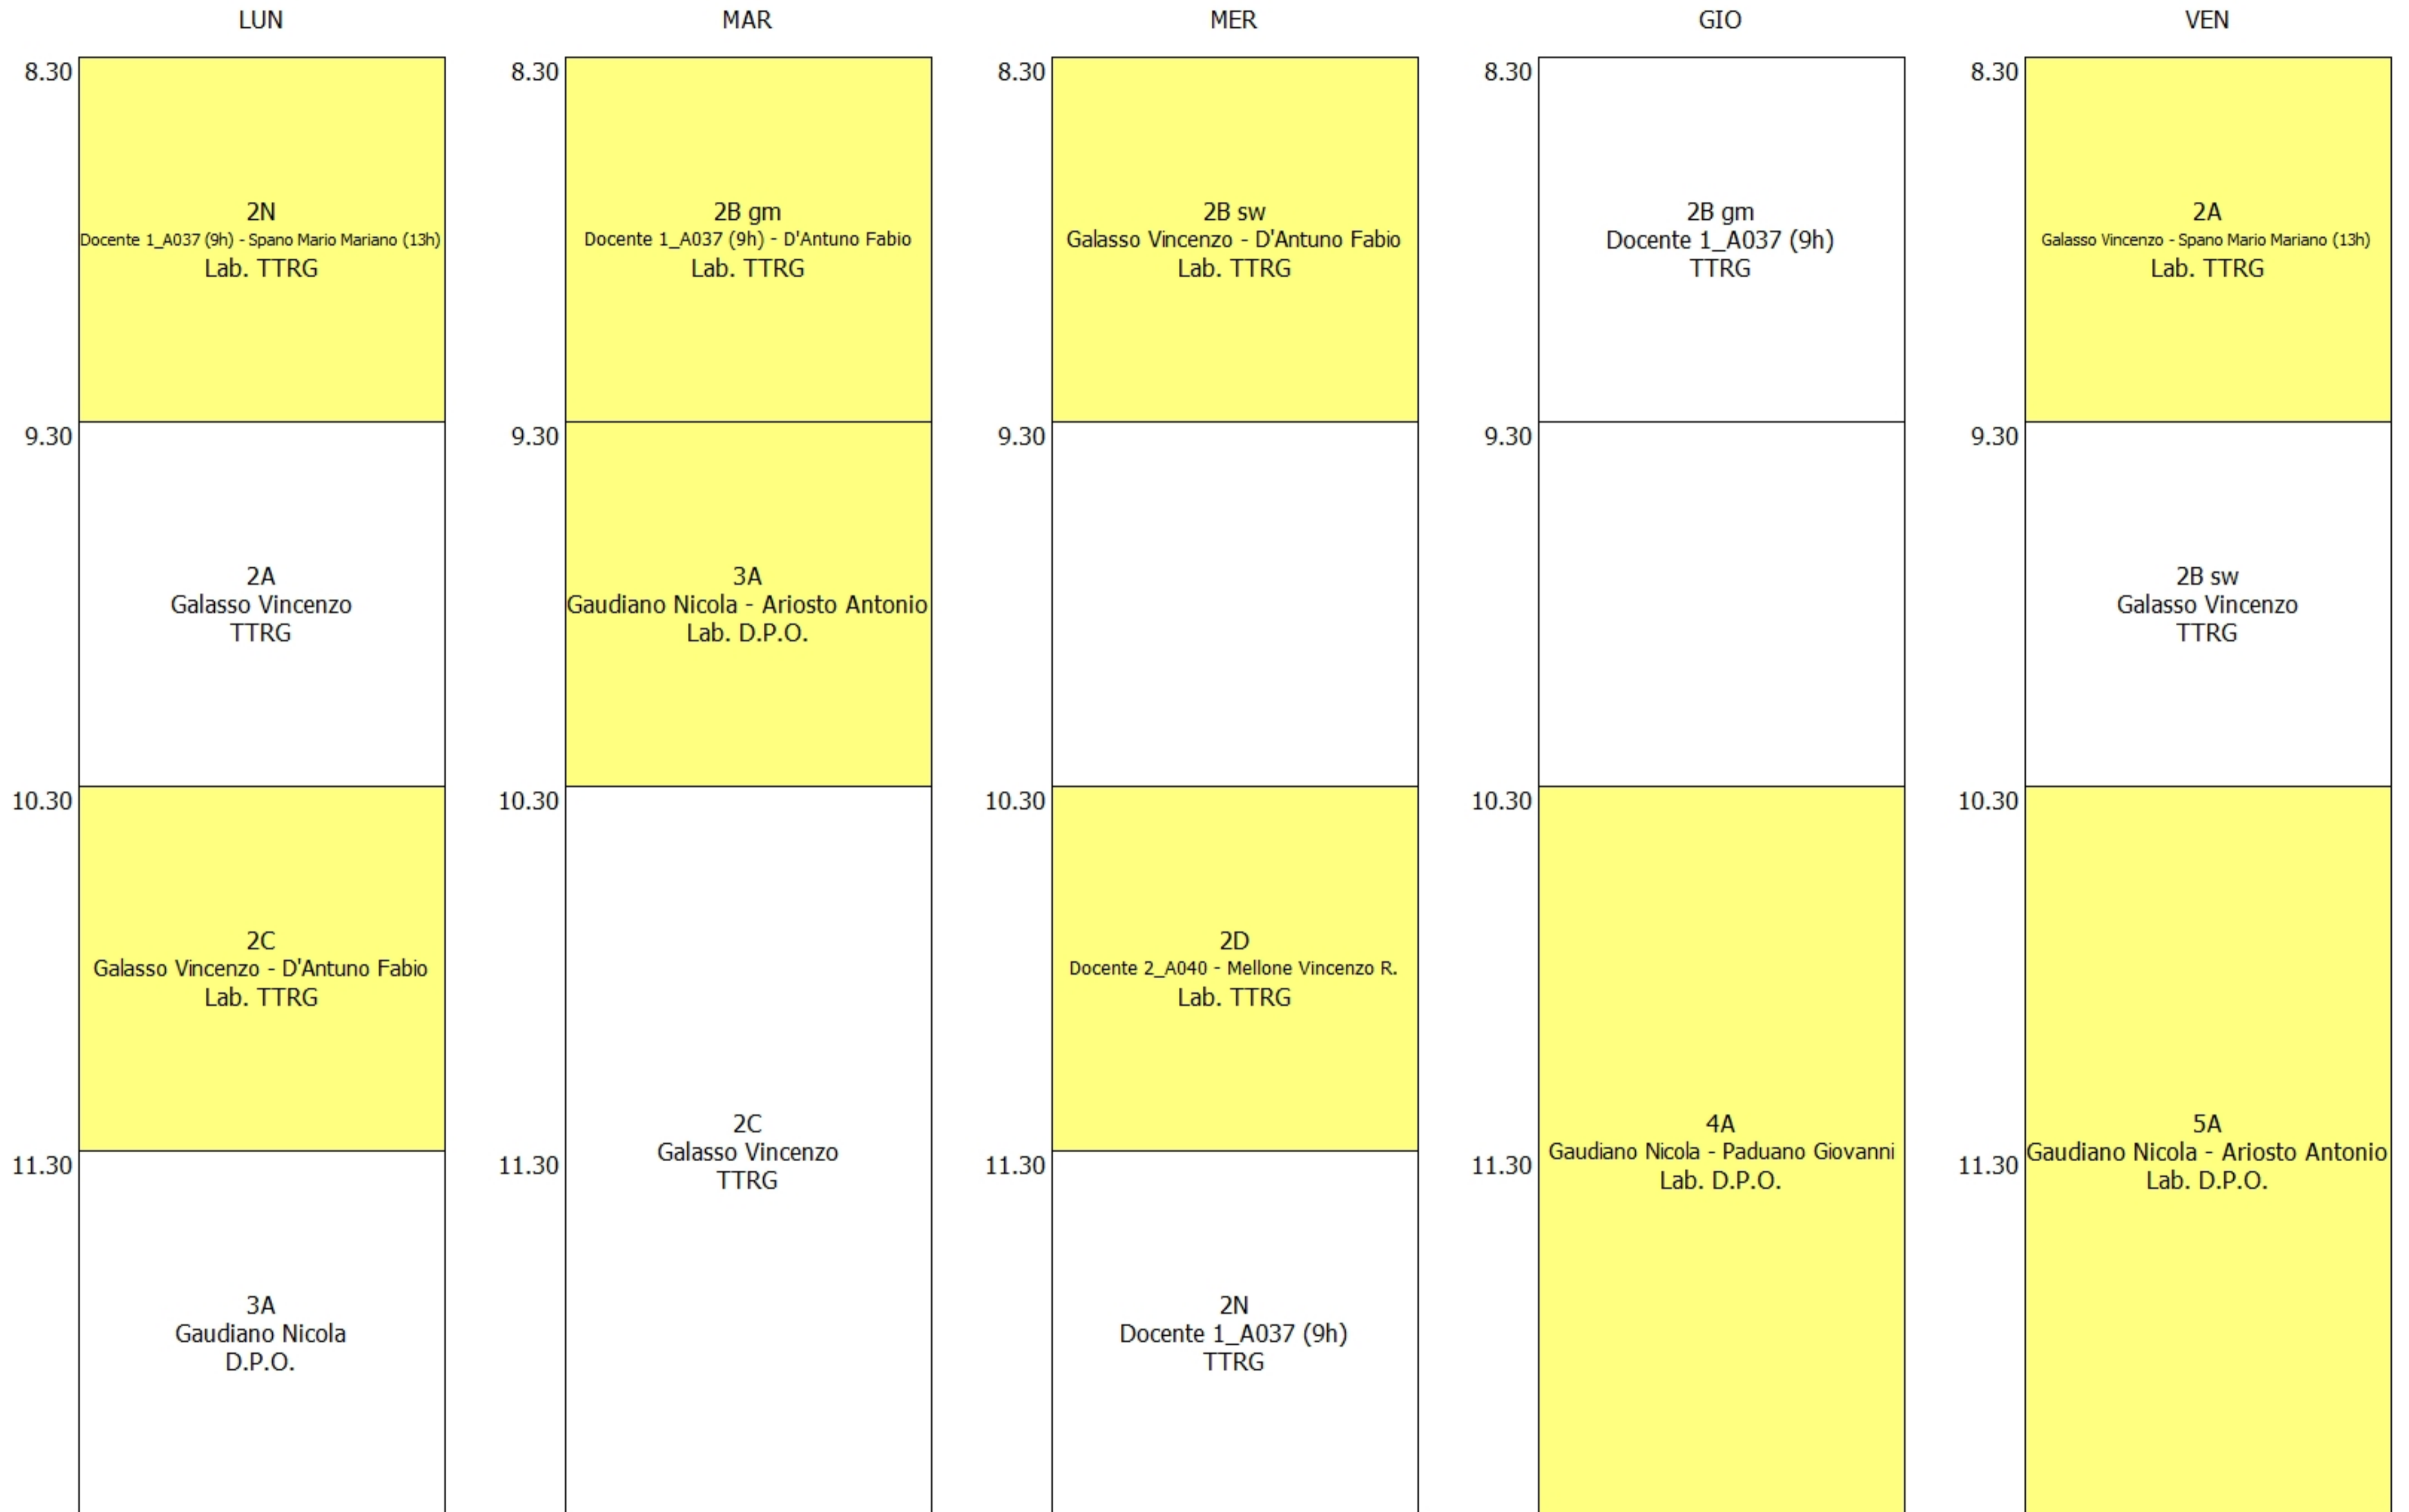 LUN
MAR
MER
GIO
VEN
8.30
2N
Docente 1_A037 (9h) - Spano Mario Mariano (13h)
Lab. TTRG
8.30
2B gm
Docente 1_A037 (9h) - D'Antuno Fabio
Lab. TTRG
8.30
2B sw
Galasso Vincenzo - D'Antuno Fabio
Lab. TTRG
8.30
2B gm
Docente 1_A037 (9h)
TTRG
8.30
2A
Galasso Vincenzo - Spano Mario Mariano (13h)
Lab. TTRG
9.30
2A
Galasso Vincenzo
TTRG
9.30
3A
Gaudiano Nicola - Ariosto Antonio
Lab. D.P.O.
9.30
9.30
9.30
2B sw
Galasso Vincenzo
TTRG
10.30
2C
Galasso Vincenzo - D'Antuno Fabio
Lab. TTRG
10.30
2C
Galasso Vincenzo
TTRG
10.30
2D
Docente 2_A040 - Mellone Vincenzo R.
Lab. TTRG
10.30
4A
Gaudiano Nicola - Paduano Giovanni
Lab. D.P.O.
10.30
5A
Gaudiano Nicola - Ariosto Antonio
Lab. D.P.O.
11.30
3A
Gaudiano Nicola
D.P.O.
11.30
11.30
2N
Docente 1_A037 (9h)
TTRG
11.30
11.30